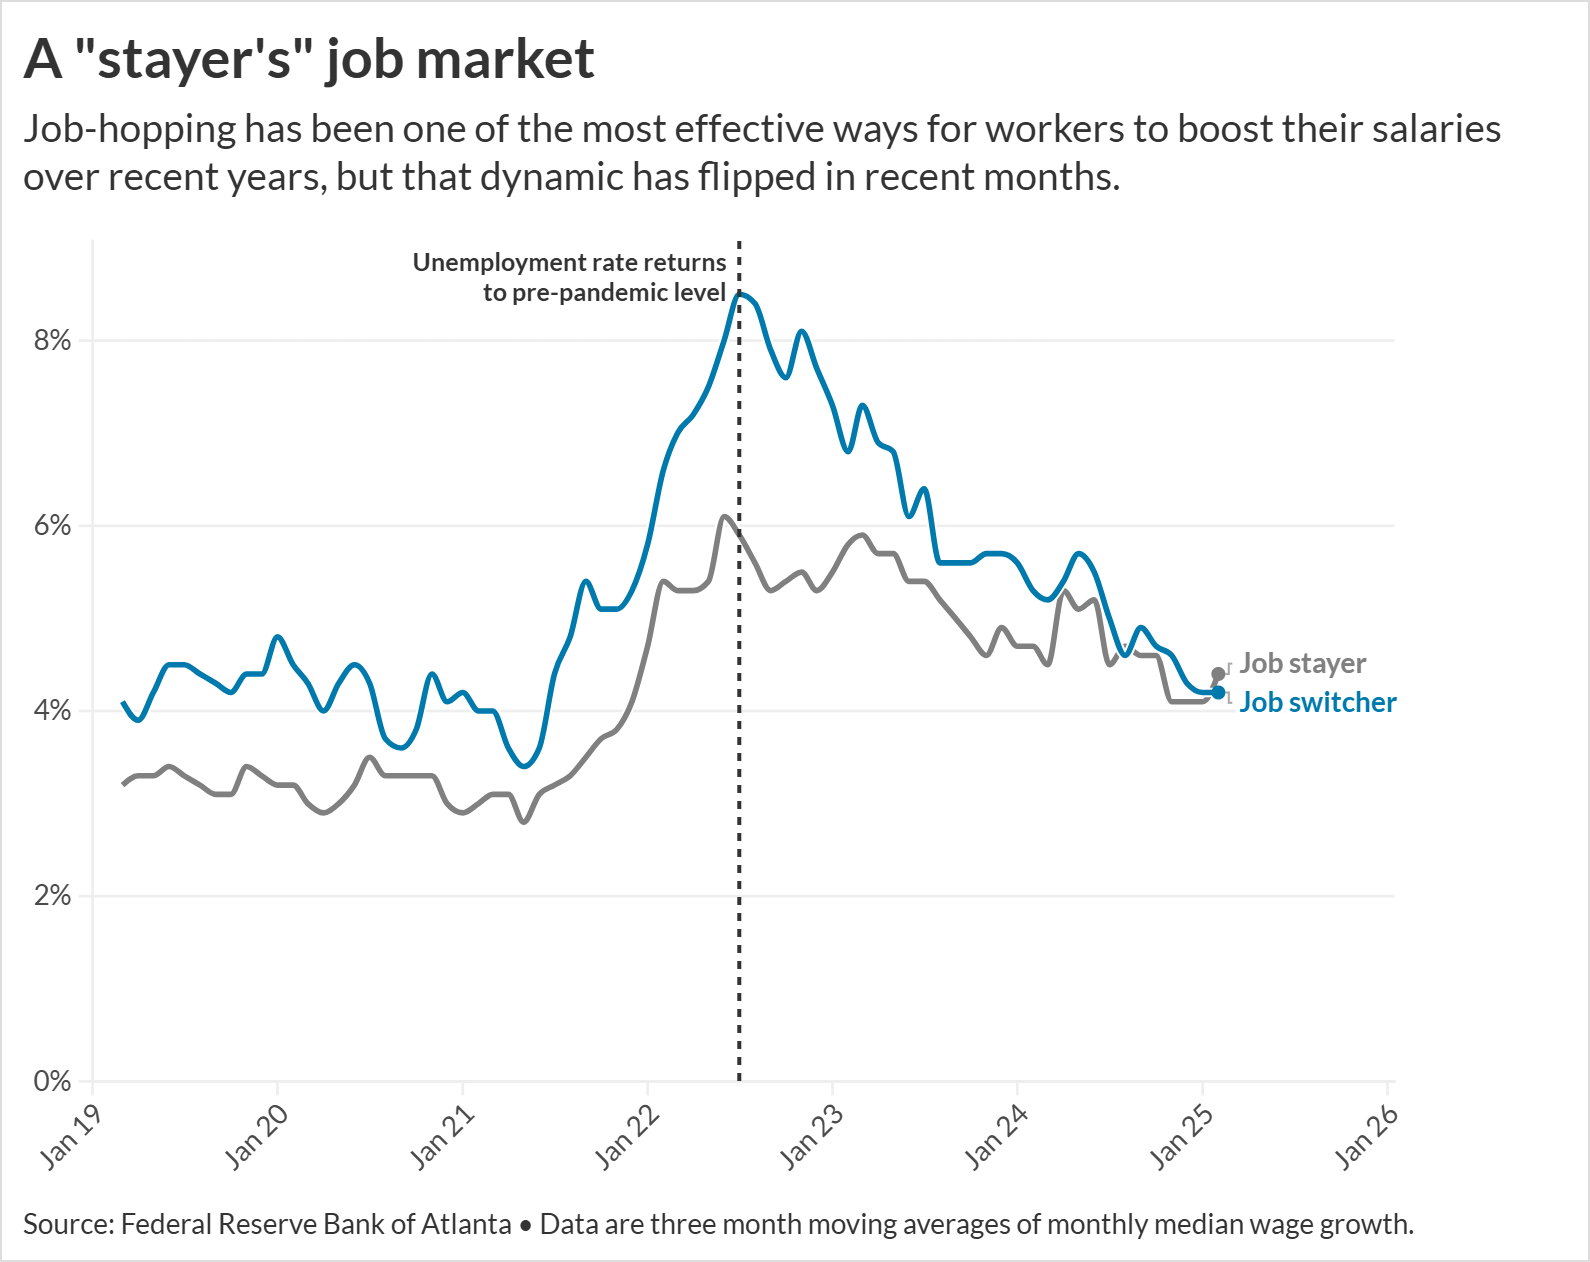 A "stayer's" job market
Job-hopping has been one of the most effective ways for workers to boost their salaries
over recent years, but that dynamic has flipped in recent months.
Unemployment rate returns
to pre-pandemic level
8%
6%
4%
2%
0%
Job stayer
Job switcher
Jan 19
Jan 20
Jan 21
Jan 22
Jan 23
Jan 24
Jan 25
Jan 26
Source: Federal Reserve Bank of Atlanta • Data are three month moving averages of monthly median wage growth.